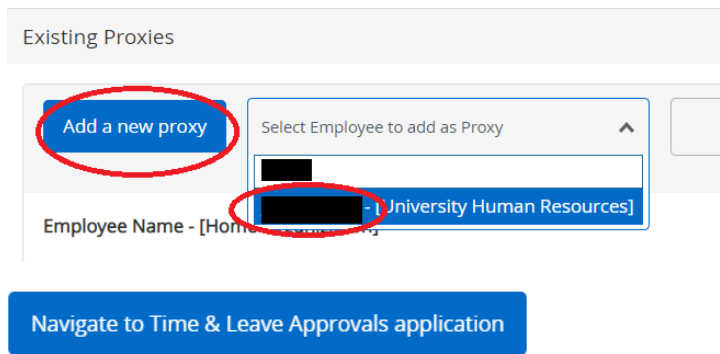 Existing Proxies
Add a new proxy
Select Employee to add as Proxy
- [University Human Resources]
Employee Name - [Home
Navigate to Time & Leave Approvals application